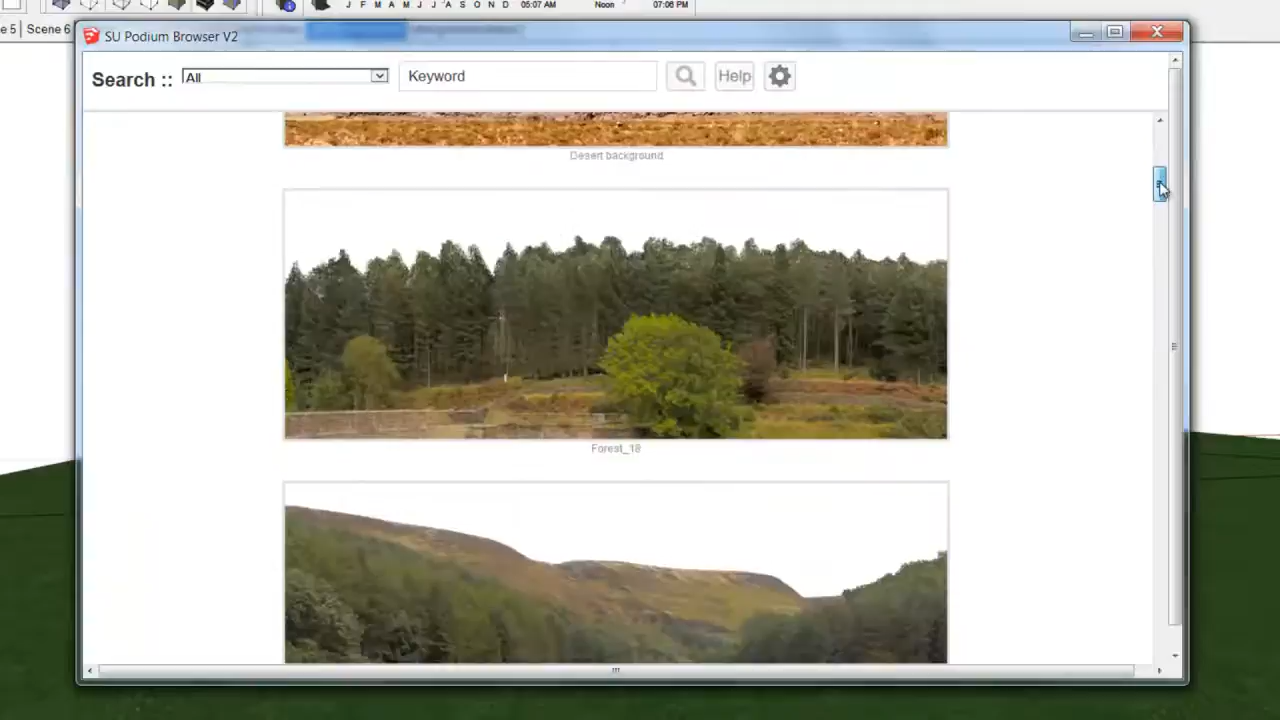 J F M A M J J A S O N D 05:07 AM Noon 07:06 PM
e 5 Scene 6
SU Podium Browser V2
Search :: All Keyword Help
Desert background
Forest_18